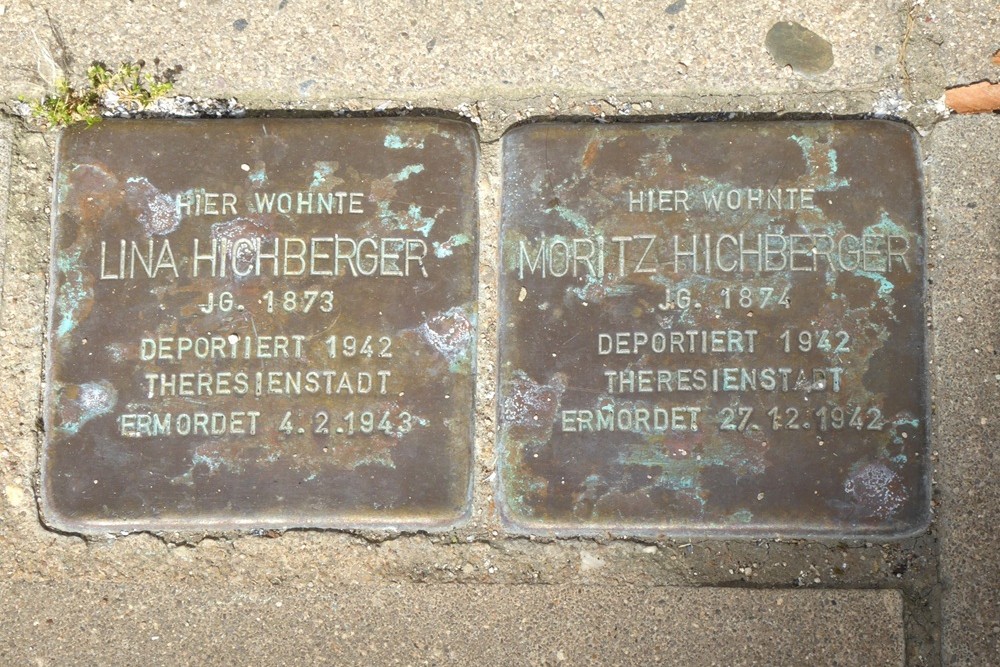 HIER WOHNTE
LINA HICHBERGER
JG. 1873
DEPORTIERT 1942
THERESIENSTADT
ERMORDET 4.2.1943
HIER WOHNTE
MORITZ HICHBERGER
JG. 1874
DEPORTIERT 1942
THERESIENSTADT
ERMORDET 27.12.1942